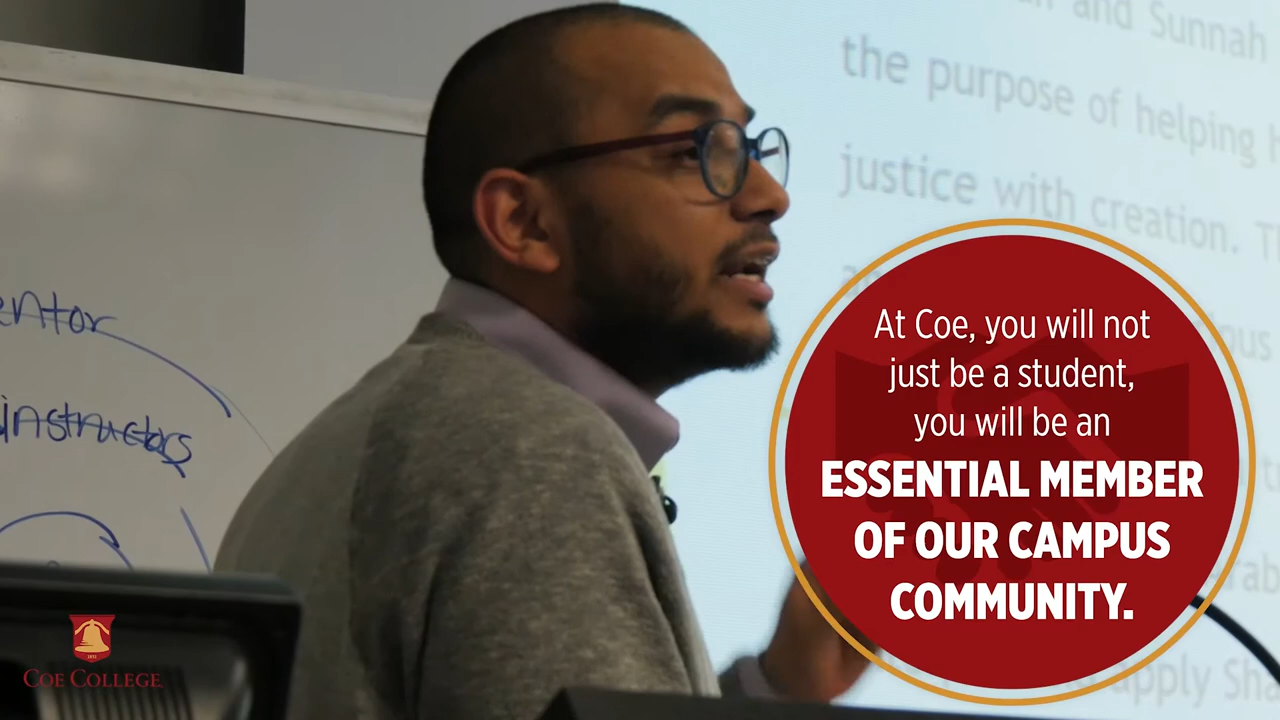 and Sunnah
the purpose of helping
justice with creation.
entor
instructors
At Coe, you will not
just be a student,
you will be an
ESSENTIAL MEMBER
OF OUR CAMPUS
COMMUNITY.
apply
COE COLLEGE